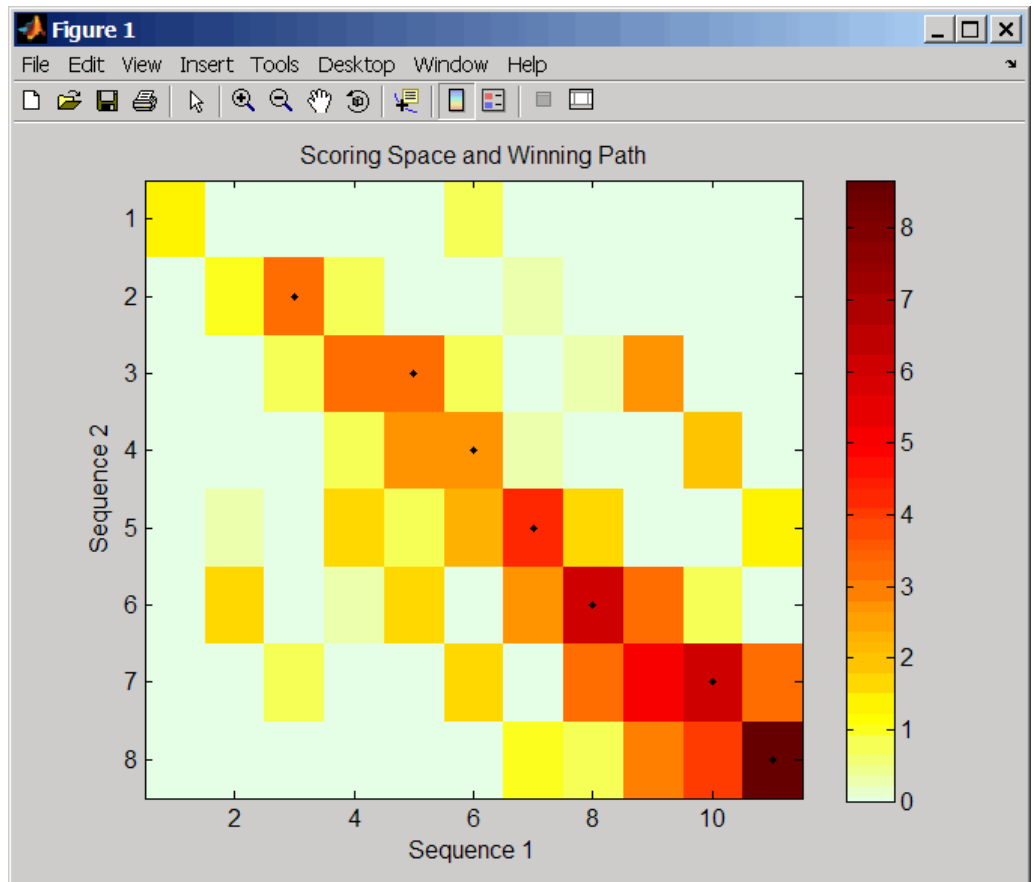 Figure 1
File Edit View Insert Tools Desktop Window Help
Scoring Space and Winning Path
1
2
3
4
5
6
7
8
Sequence 2
2 4 6 8 10
Sequence 1
8
7
6
5
4
3
2
1
0